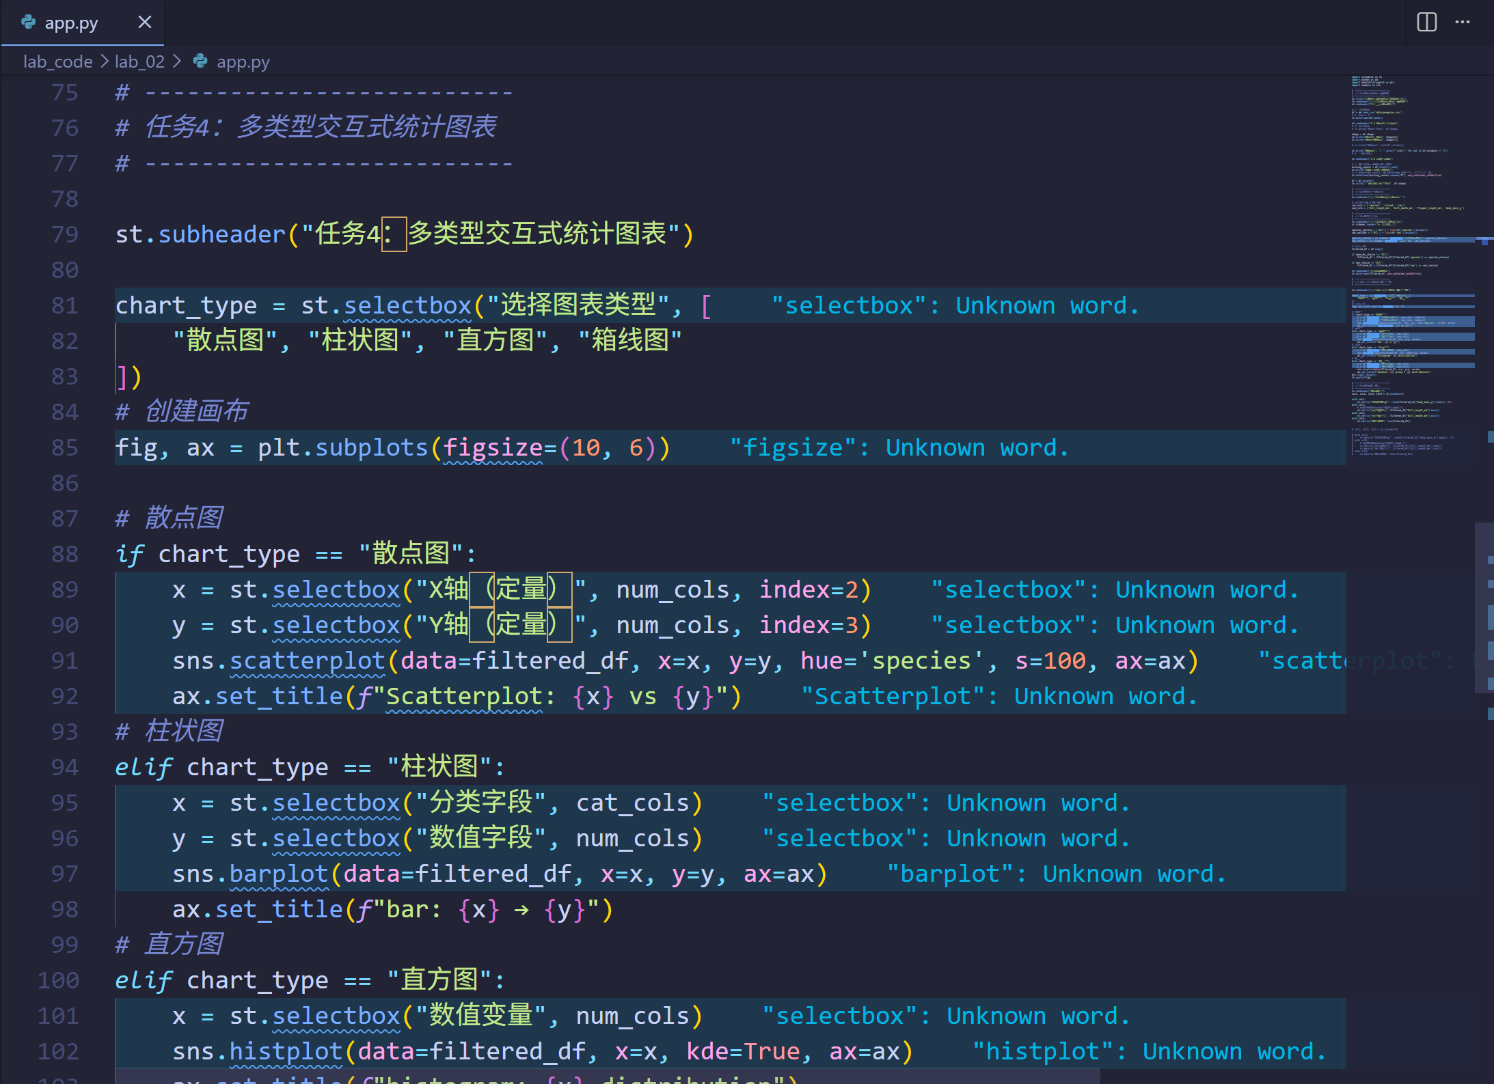 app.py
lab_code > lab_02 > app.py
75 # --------------------------
76 # 任务4：多类型交互式统计图表
77 # --------------------------
78
79 st.subheader("任务4：多类型交互式统计图表")
80
81 chart_type = st.selectbox("选择图表类型", [ "selectbox": Unknown word.
82 "散点图", "柱状图", "直方图", "箱线图"
83 ])
84 # 创建画布
85 fig, ax = plt.subplots(figsize=(10, 6)) "figsize": Unknown word.
86
87 # 散点图
88 if chart_type == "散点图":
89 x = st.selectbox("X轴（定量）", num_cols, index=2) "selectbox": Unknown word.
90 y = st.selectbox("Y轴（定量）", num_cols, index=3) "selectbox": Unknown word.
91 sns.scatterplot(data=filtered_df, x=x, y=y, hue='species', s=100, ax=ax) "scatterplot":
92 ax.set_title(f"Scatterplot: {x} vs {y}") "Scatterplot": Unknown word.
93 # 柱状图
94 elif chart_type == "柱状图":
95 x = st.selectbox("分类字段", cat_cols) "selectbox": Unknown word.
96 y = st.selectbox("数值字段", num_cols) "selectbox": Unknown word.
97 sns.barplot(data=filtered_df, x=x, y=y, ax=ax) "barplot": Unknown word.
98 ax.set_title(f"bar: {x} → {y}")
99 # 直方图
100 elif chart_type == "直方图":
101 x = st.selectbox("数值变量", num_cols) "selectbox": Unknown word.
102 sns.histplot(data=filtered_df, x=x, kde=True, ax=ax) "histplot": Unknown word.
103 ax.set_title(f"histogram: {x} distribution")